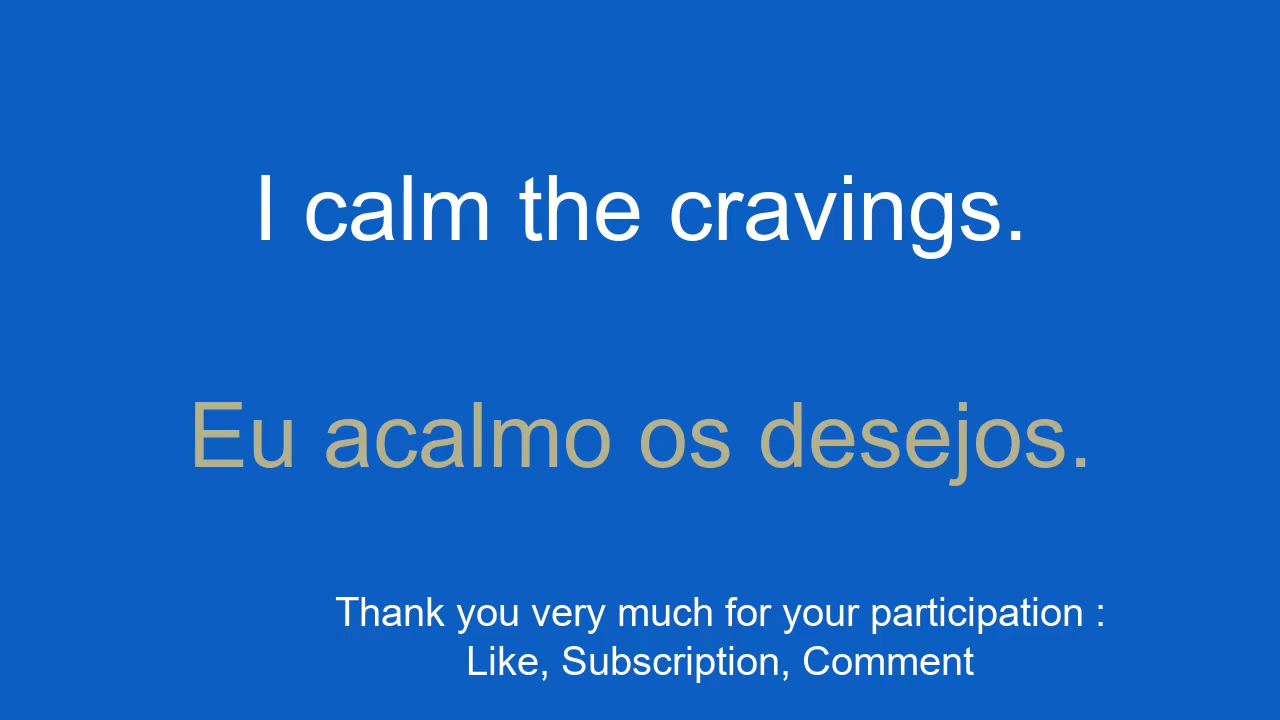 I calm the cravings.
Eu acalmo os desejos.
Thank you very much for your participation :
Like, Subscription, Comment